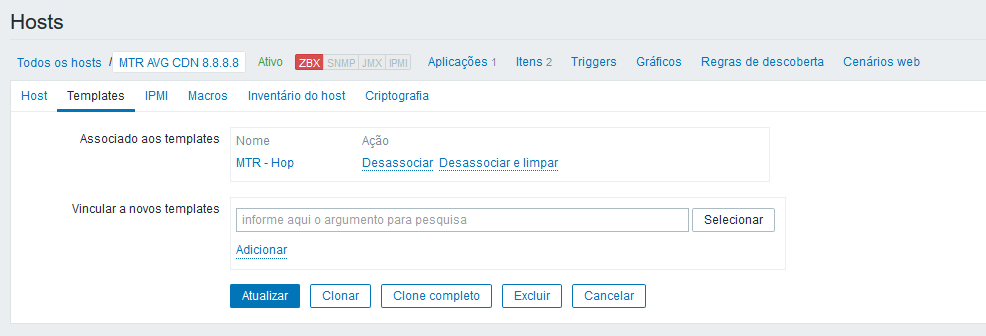 Hosts
Todos os hosts / MTR AVG CDN 8.8.8.8 Ativo ZBX SNMP JMX IPMI Aplicações 1 Itens 2 Triggers Gráficos Regras de descoberta Cenários web
Host Templates IPMI Macros Inventário do host Criptografia
Associado aos templates Nome Ação
MTR - Hop Desassociar Desassociar e limpar
Vincular a novos templates informe aqui o argumento para pesquisa Selecionar
Adicionar
Atualizar Clonar Clone completo Excluir Cancelar